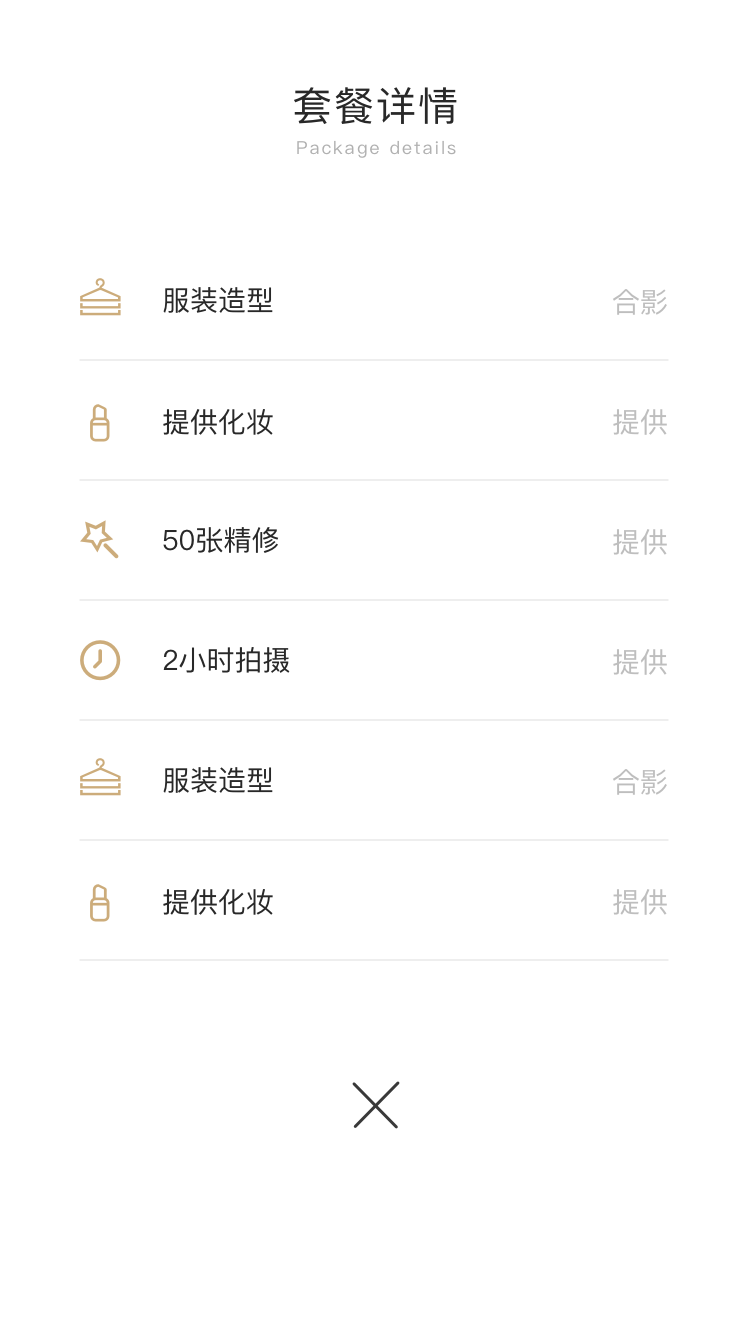 套餐详情
Package details
服装造型 合影
提供化妆 提供
50张精修 提供
2小时拍摄 提供
服装造型 合影
提供化妆 提供